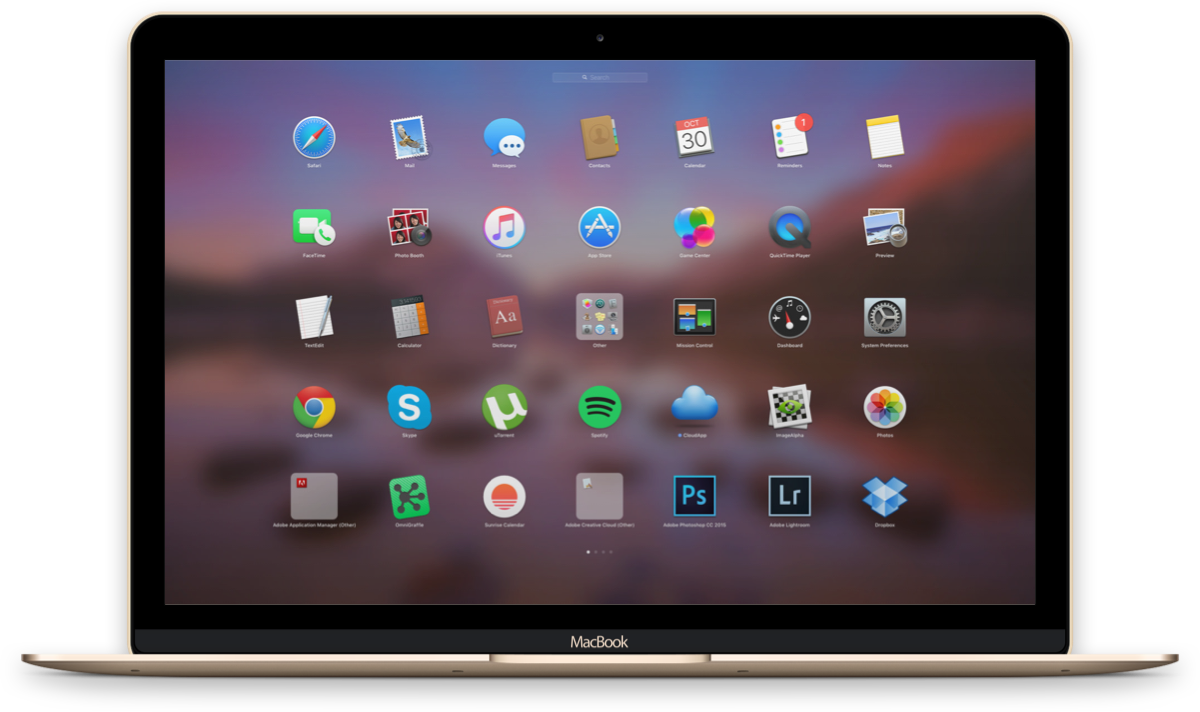 Search
OCT
30
1
Safari
Mail
Messages
Contacts
Calendar
Reminders
Notes
FaceTime
Photo Booth
iTunes
App Store
Game Center
QuickTime Player
Preview
Aa
TextEdit
Calculator
Dictionary
Other
Mission Control
Dashboard
System Preferences
S
µ
Google Chrome
Skype
uTorrent
Spotify
CloudApp
ImageAlpha
Photos
Ps
Lr
Adobe Application Manager (Other)
OmniGraffle
Sunrise Calendar
Adobe Creative Cloud (Other)
Adobe Photoshop CC 2015
Adobe Lightroom
Dropbox
MacBook